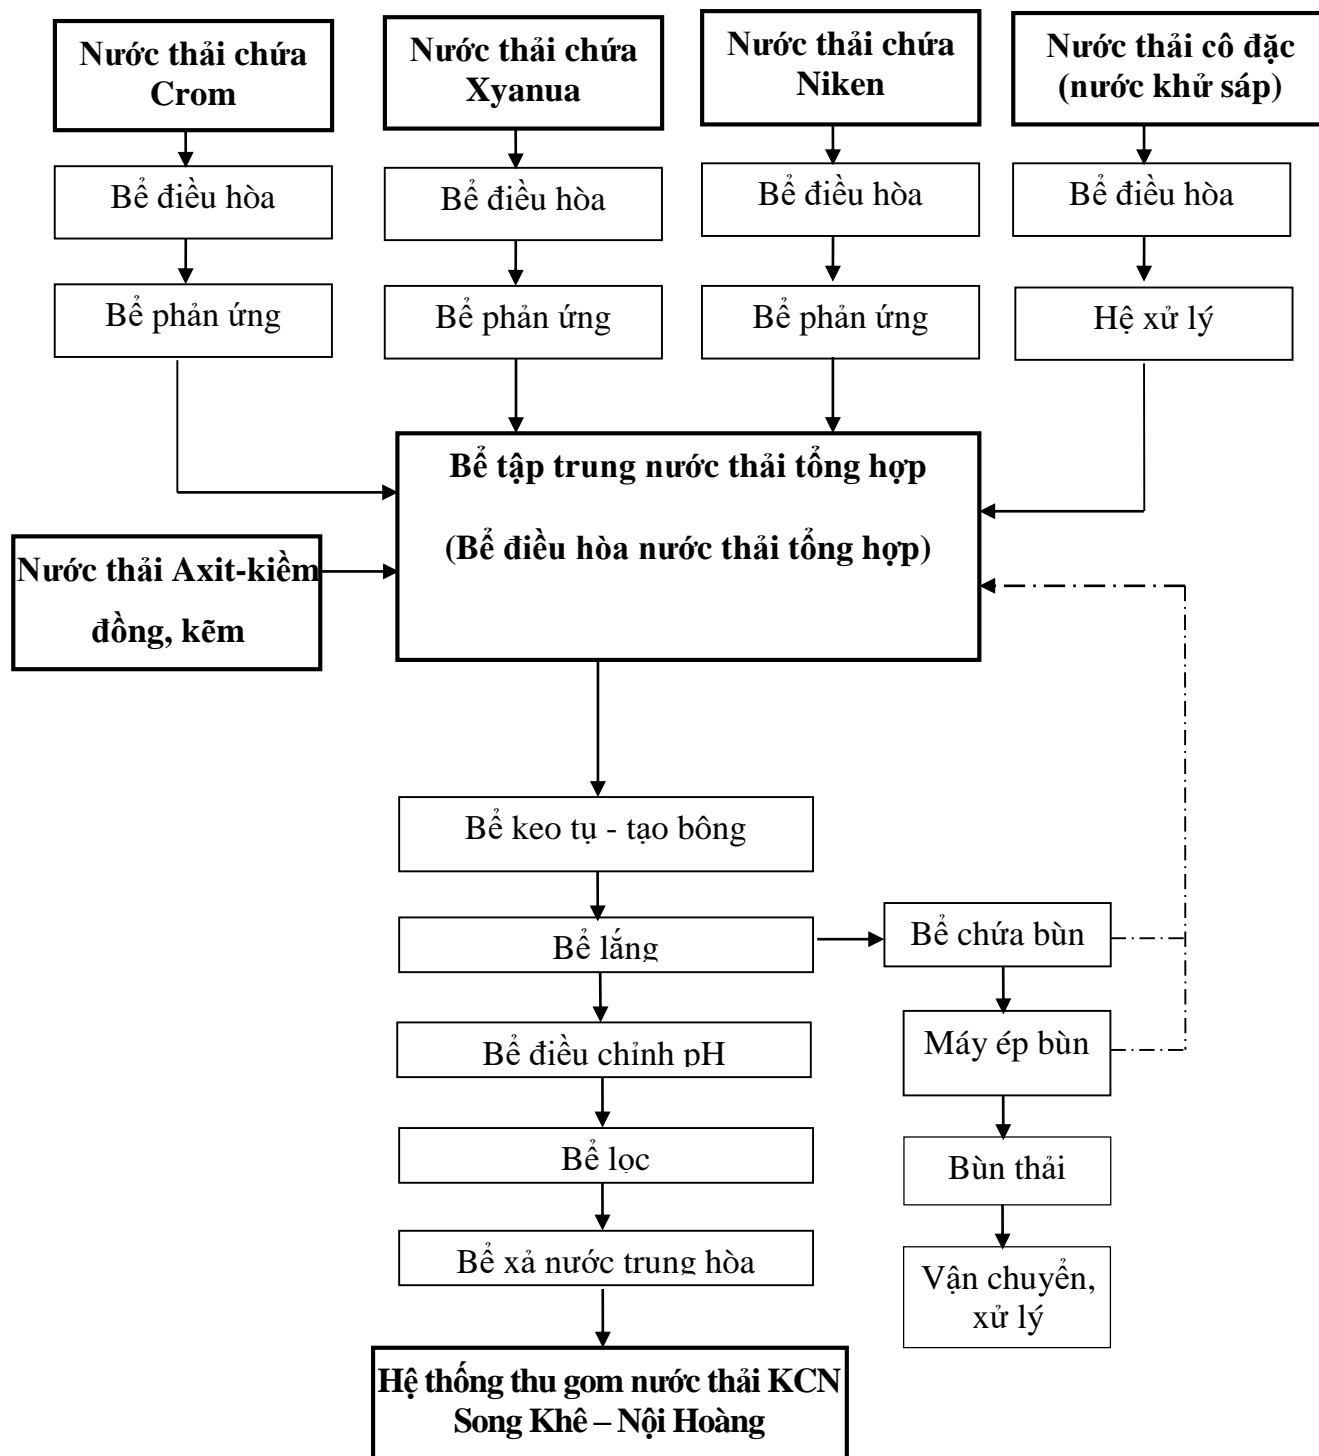 Nước thải chứa
Crom
Nước thải chứa
Xyanua
Nước thải chứa
Niken
Nước thải cô đặc
(nước khử sáp)
Bể điều hòa
Bể điều hòa
Bể điều hòa
Bể điều hòa
Bể phản ứng
Bể phản ứng
Bể phản ứng
Hệ xử lý
Bể tập trung nước thải tổng hợp
(Bể điều hòa nước thải tổng hợp)
Nước thải Axit-kiềm
đồng, kẽm
Bể keo tụ - tạo bông
Bể lắng
Bể chứa bùn
Bể điều chỉnh pH
Máy ép bùn
Bể lọc
Bùn thải
Bể xả nước trung hòa
Vận chuyển,
xử lý
Hệ thống thu gom nước thải KCN
Song Khê – Nội Hoàng